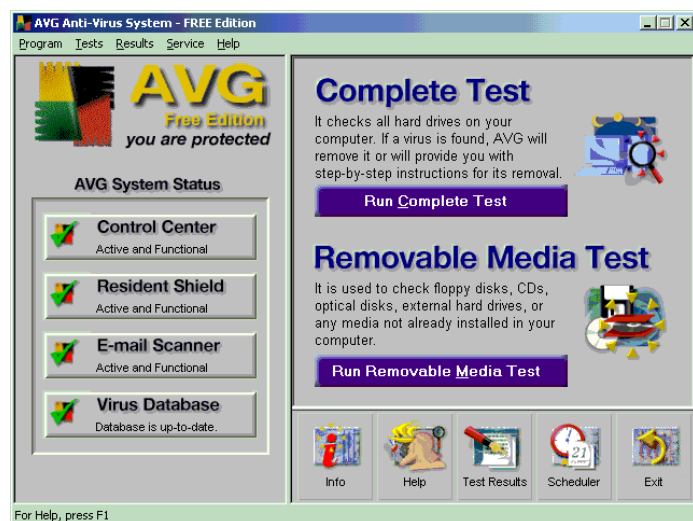 AVG Anti-Virus System - FREE Edition
Program Tests Results Service Help
AVG
Free Edition
you are protected
AVG System Status
Control Center
Active and Functional
Resident Shield
Active and Functional
E-mail Scanner
Active and Functional
Virus Database
Database is up-to-date.
Complete Test
It checks all hard drives on your
computer. If a virus is found, AVG will
remove it or will provide you with
step-by-step instructions for its removal.
Run Complete Test
Removable Media Test
It is used to check floppy disks, CDs,
optical disks, external hard drives, or
any media not already installed in your
computer.
Run Removable Media Test
21
Info Help Test Results Scheduler Exit
For Help, press F1